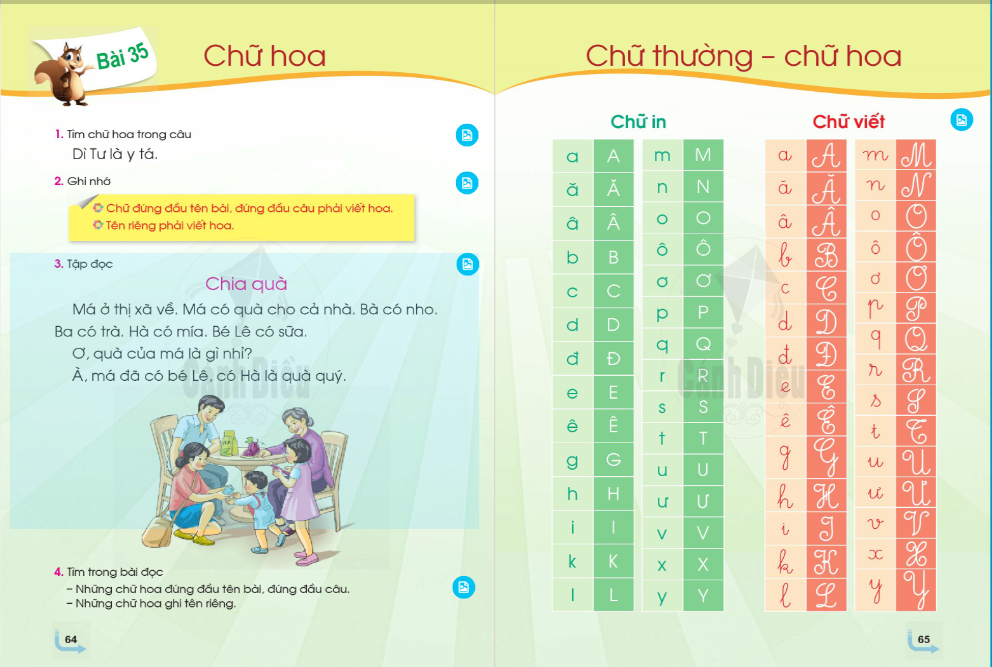 Bài 35
Chữ hoa
1. Tìm chữ hoa trong câu
Dì Tư là y tá.
2. Ghi nhớ
Chữ đứng đầu tên bài, đứng đầu câu phải viết hoa.
Tên riêng phải viết hoa.
3. Tập đọc
Chia quà
Má ở thị xã về. Má có quà cho cả nhà. Bà có nho.
Ba có trà. Hà có mía. Bé Lê có sữa.
Ơ, quà của má là gì nhỉ?
À, má đã có bé Lê, có Hà là quà quý.
Cánh Diều
4. Tìm trong bài đọc
– Những chữ hoa đứng đầu tên bài, đứng đầu câu.
– Những chữ hoa ghi tên riêng.
64
Chữ thường – chữ hoa
Chữ in
a A m M
ă Ă n N
â Â o O
b B ô Ô
c C ơ Ơ
d D p P
đ Đ q Q
e E r R
ê Ê s S
g G t T
h H u U
i I ư Ư
k K v V
l L x X
y Y
Chữ viết
a A m M
ă Ă n N
â Â o O
b B ô Ô
c C ơ Ơ
d D p P
đ Đ q Q
e E r R
ê Ê s S
g G t T
h H u U
i I ư Ư
k K v V
l L x X
y Y
Cánh Diều
65